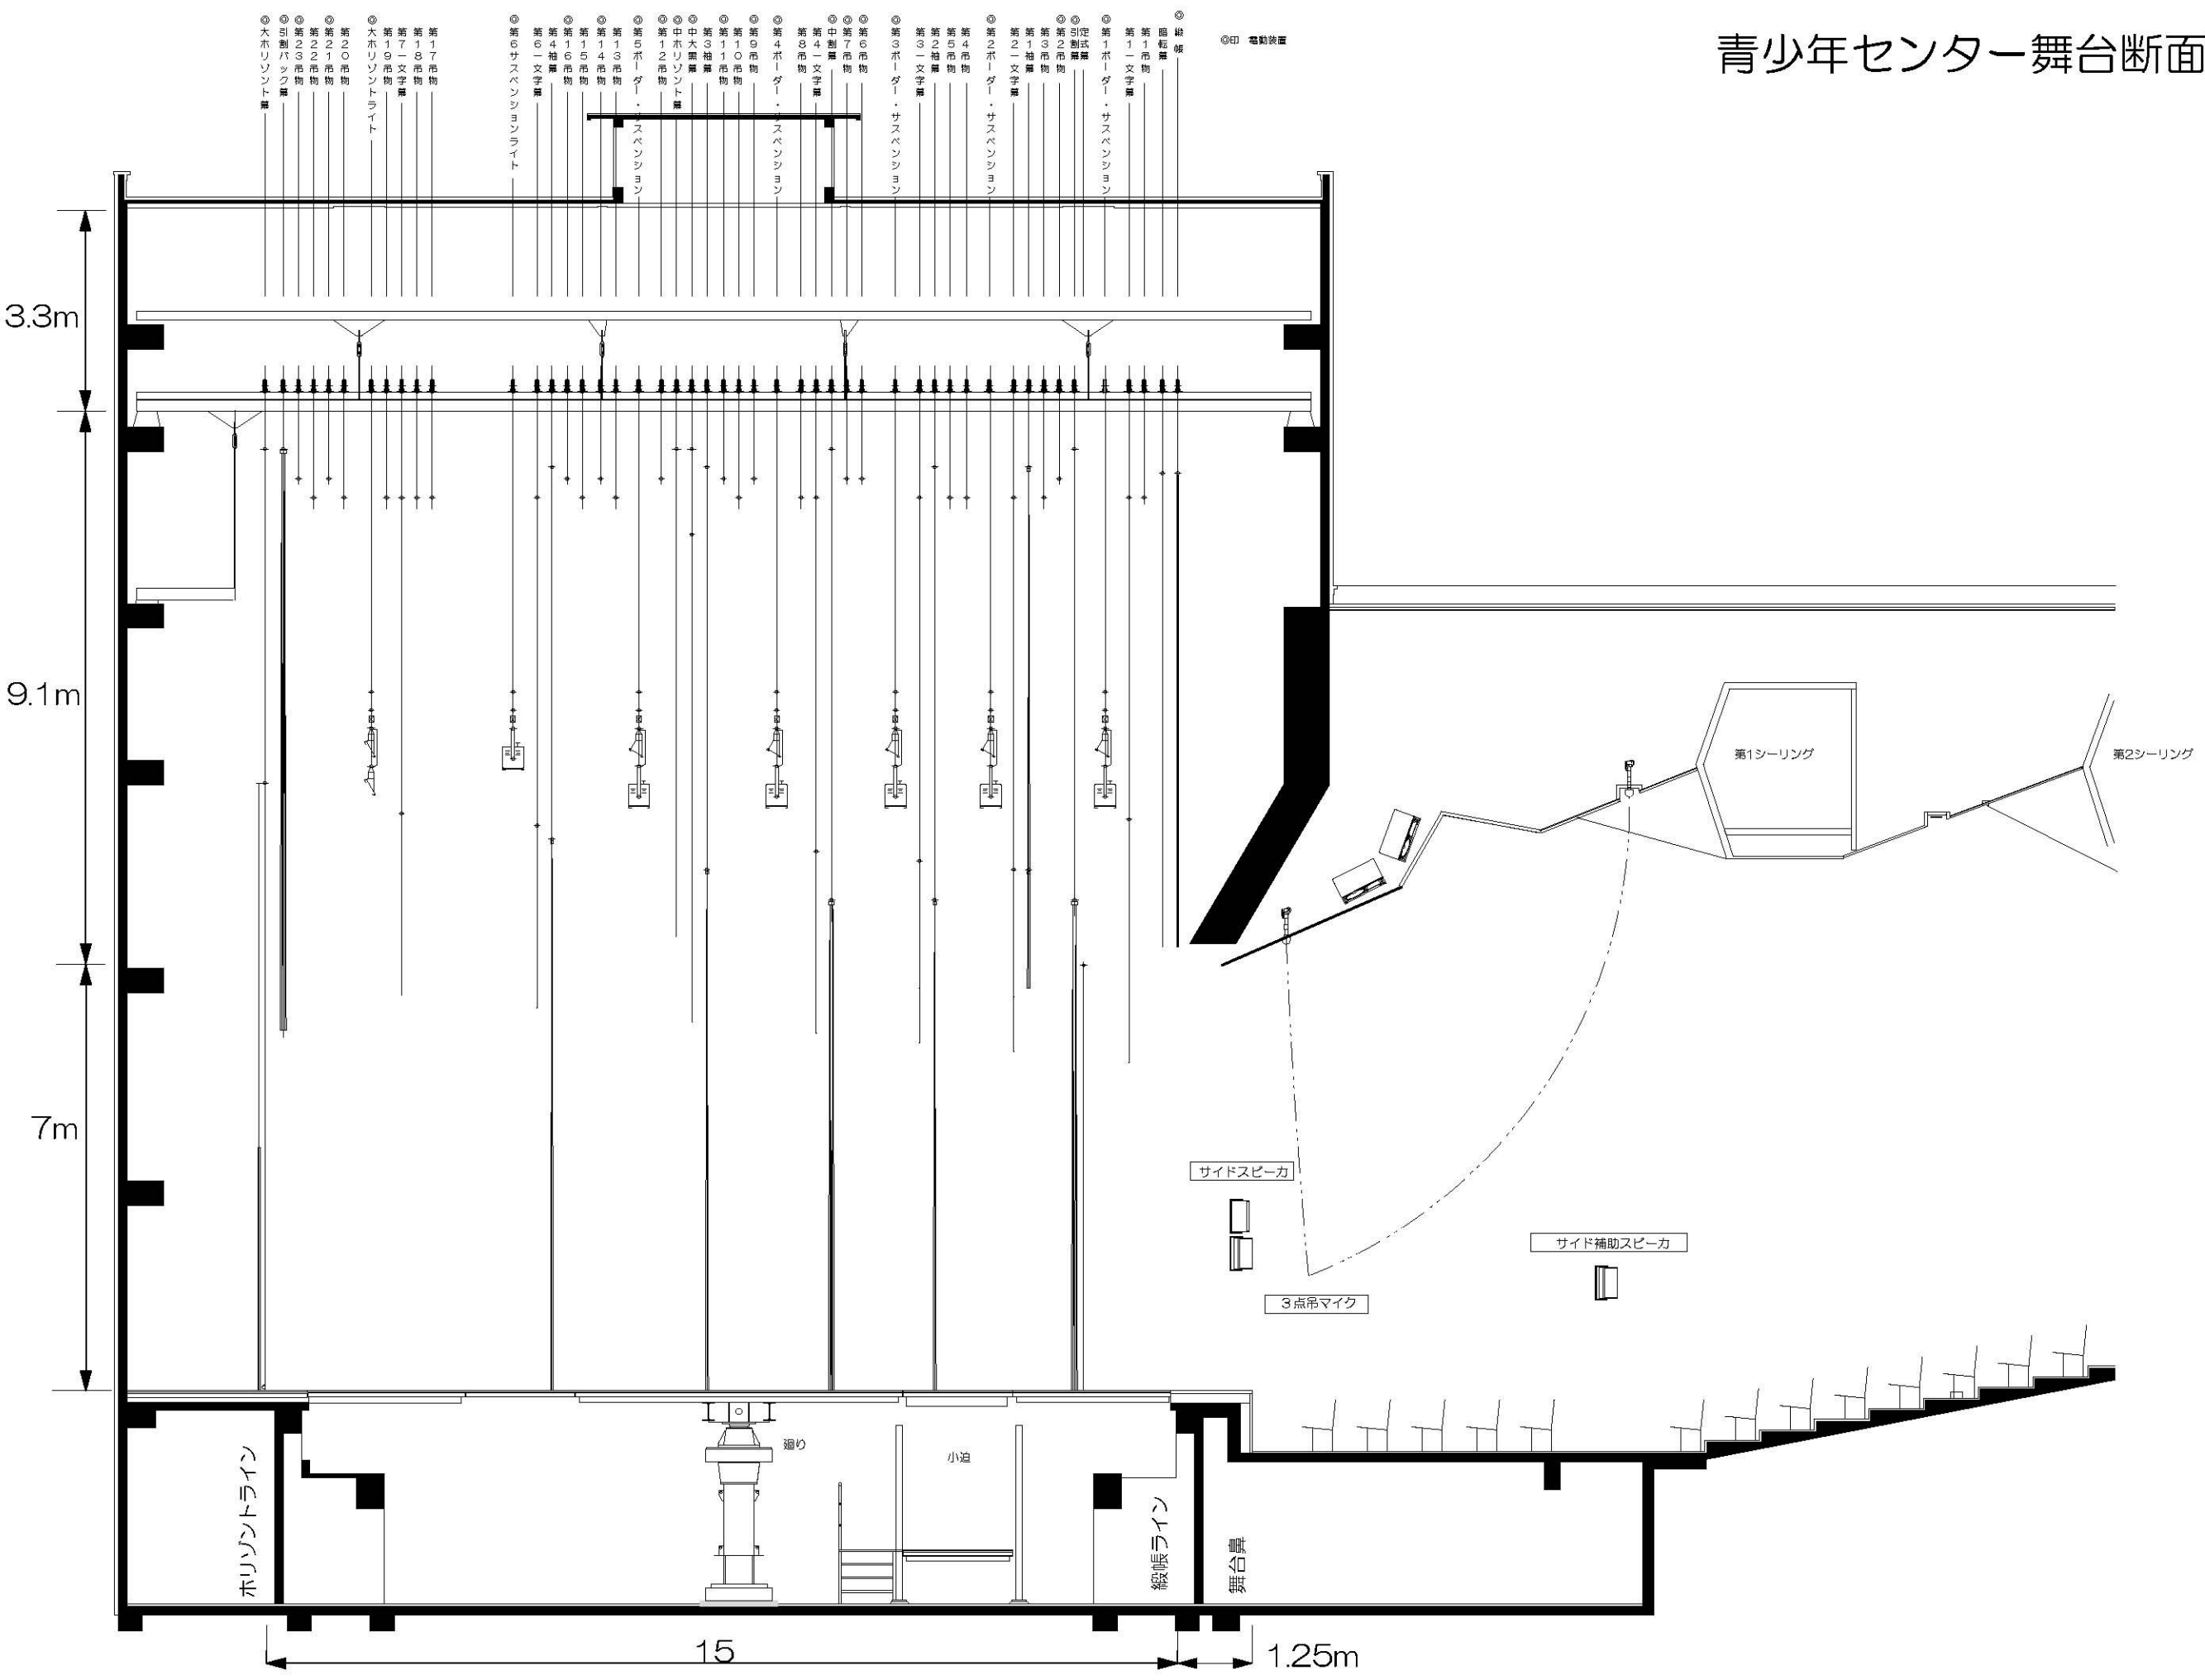 青少年センター舞台断面
◎大ホリゾント幕
◎引割バック幕
◎第23吊物
第22吊物
◎第21吊物
第20吊物
◎大ホリゾントライト
第19吊物
第7一文字幕
第18吊物
第17吊物
◎第6サスペンションライト
第6一文字幕
第4袖幕
◎第16吊物
第15吊物
◎第14吊物
第13吊物
◎第5ボーダー・サスペンション
◎第12吊物
◎中ホリゾント幕
◎中大黒幕
第3袖幕
◎第11吊物
第10吊物
◎第9吊物
◎第4ボーダー・サスペンション
第8吊物
第4一文字幕
◎中割幕
◎第7吊物
◎第6吊物
◎第3ボーダー・サスペンション
第3一文字幕
第2袖幕
第5吊物
第4吊物
◎第2ボーダー・サスペンション
第2一文字幕
第1袖幕
第3吊物
◎第2吊物
◎引割幕
定式幕
◎第1ボーダー・サスペンション
第1一文字幕
第1吊物
暗転幕
◎緞帳
◎印 電動装置
3.3m
9.1m
7m
第1シーリング
第2シーリング
サイドスピーカ
サイド補助スピーカ
3点吊マイク
廻り
小迫
ホリゾントライン
緞帳ライン
舞台鼻
15
1.25m